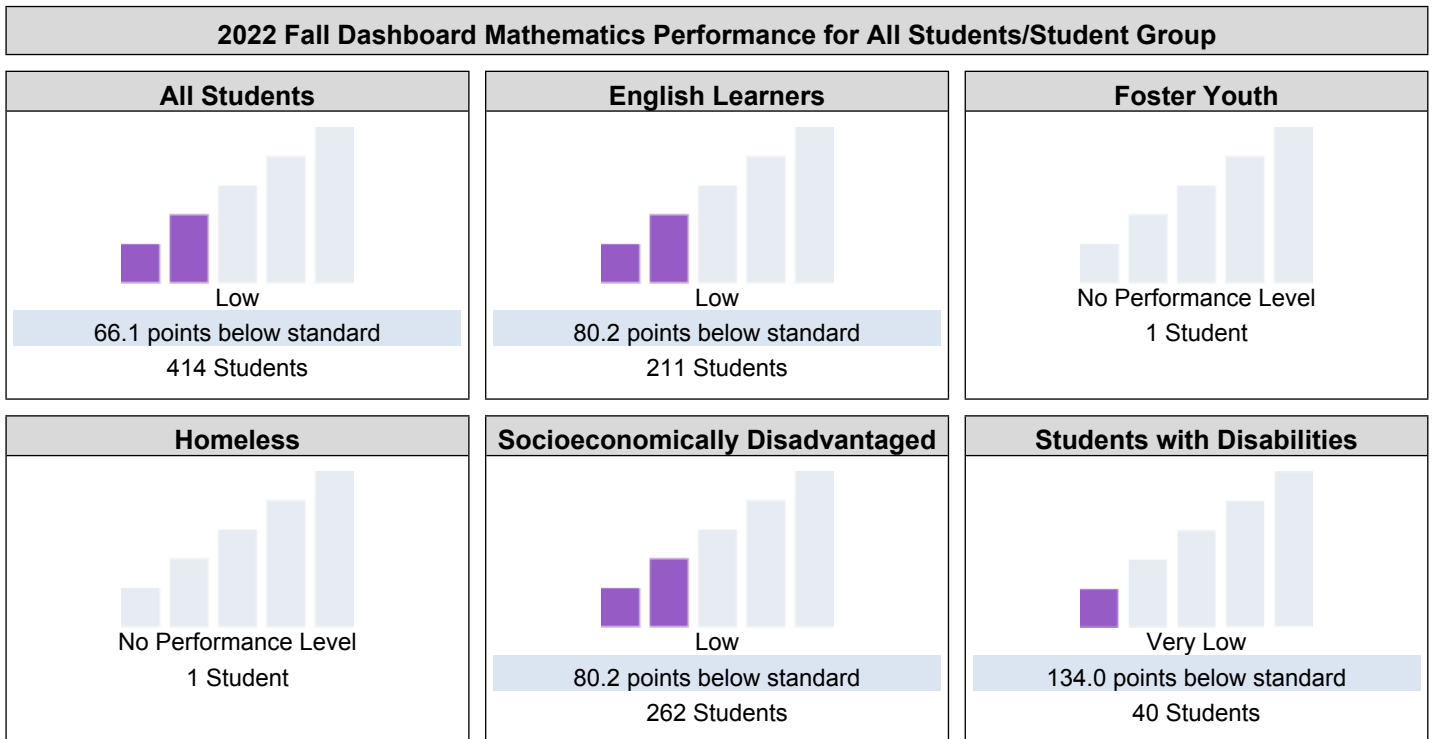 2022 Fall Dashboard Mathematics Performance for All Students/Student Group
All Students
Low
66.1 points below standard
414 Students
English Learners
Low
80.2 points below standard
211 Students
Foster Youth
No Performance Level
1 Student
Homeless
No Performance Level
1 Student
Socioeconomically Disadvantaged
Low
80.2 points below standard
262 Students
Students with Disabilities
Very Low
134.0 points below standard
40 Students